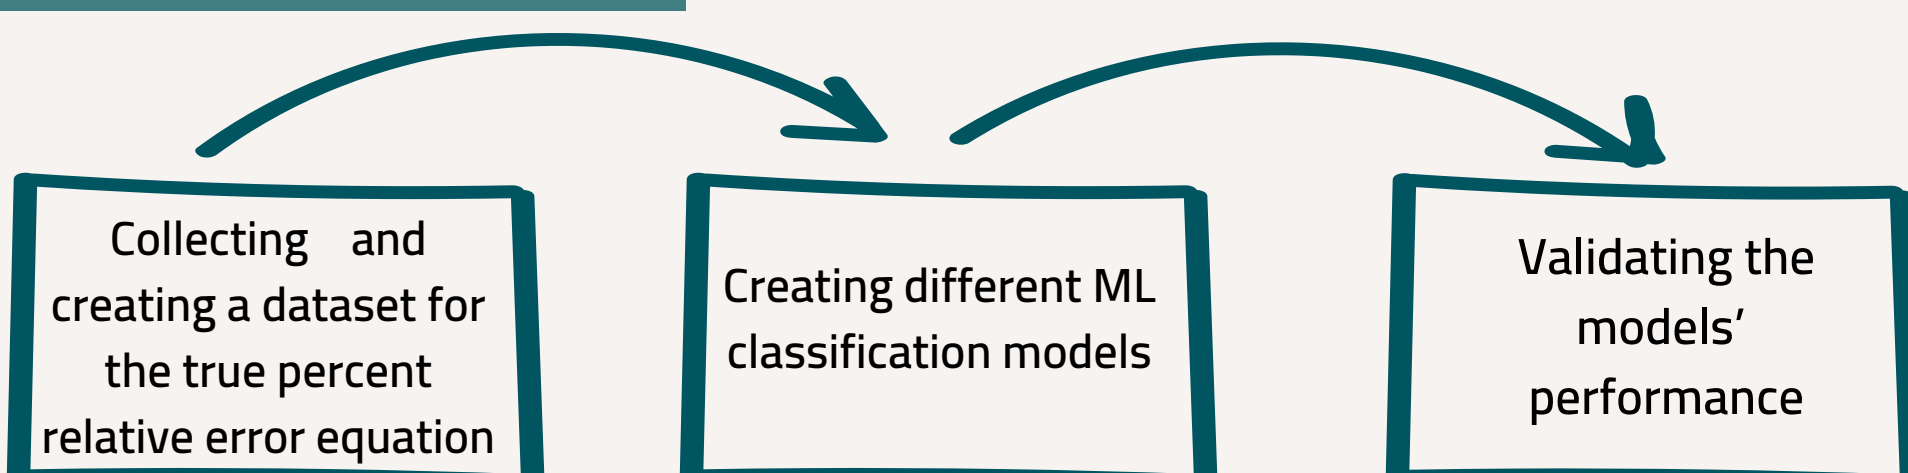 Collecting and
creating a dataset for
the true percent
relative error equation
Creating different ML
classification models
Validating the
models’
performance